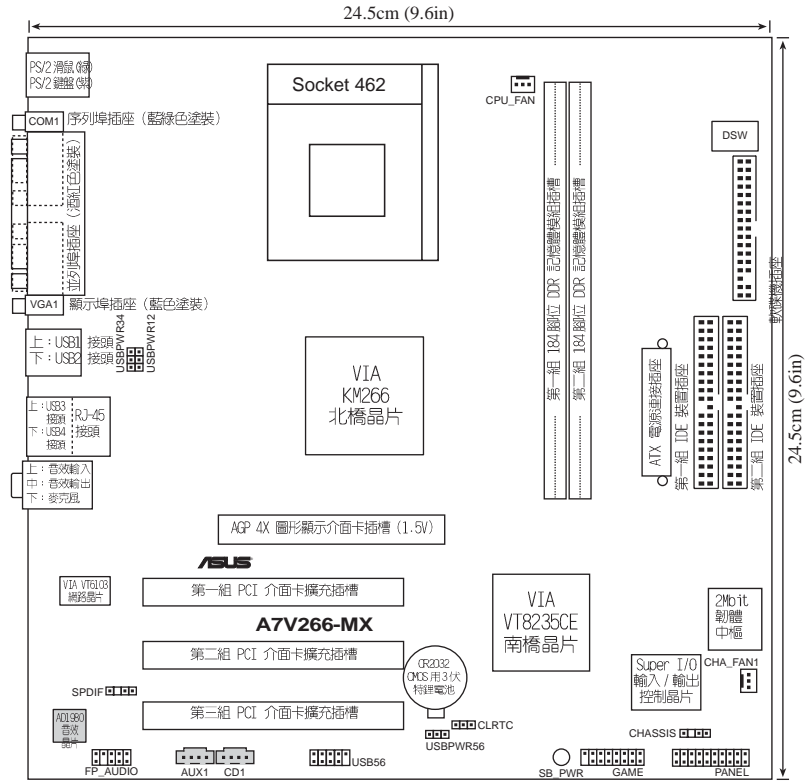 24.5cm (9.6in)
PS/2 滑鼠(綠)
PS/2 鍵盤(紫)
Socket 462
CPU_FAN
COM1 序列埠插座（藍綠色塗裝）
DSW
並列埠插座（酒紅色塗裝）
第一組 184 腳位 DDR 記憶體模組插槽
第二組 184 腳位 DDR 記憶體模組插槽
軟碟機插座
VGA1 顯示埠插座（藍色塗裝）
上：USB1 接頭
下：USB2 接頭
USBPWR34
USBPWR12
VIA
KM266
北橋晶片
ATX 電源連接插座
第一組 IDE 裝置插座
第二組 IDE 裝置插座
24.5cm (9.6in)
上：USB3
接頭
下：USB4
接頭
RJ-45
接頭
上：音效輸入
中：音效輸出
下：麥克風
AGP 4X 圖形顯示介面卡插槽 (1.5V)
ASUS
VIA VT6103
網路晶片
第一組 PCI 介面卡擴充插槽
A7V266-MX
第二組 PCI 介面卡擴充插槽
第三組 PCI 介面卡擴充插槽
VIA
VT8235CE
南橋晶片
2Mbit
韌體
中樞
CR2032
CMOS 用 3 伏
特鋰電池
Super I/O
輸入 / 輸出
控制晶片
CHA_FAN1
SPDIF
AD1980
音效
晶片
CLRTC
USBPWR56
CHASSIS
FP_AUDIO
AUX1
CD1
USB56
SB_PWR
GAME
PANEL